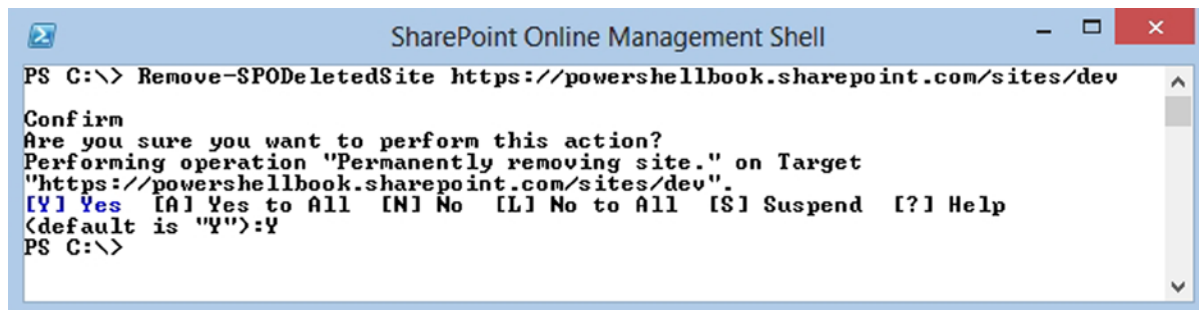 SharePoint Online Management Shell
PS C:\> Remove-SPODeletedSite https://powershellbook.sharepoint.com/sites/dev
Confirm
Are you sure you want to perform this action?
Performing operation "Permanently removing site." on Target
"https://powershellbook.sharepoint.com/sites/dev".
[Y] Yes  [A] Yes to All  [N] No  [L] No to All  [S] Suspend  [?] Help
(default is "Y"):Y
PS C:\>